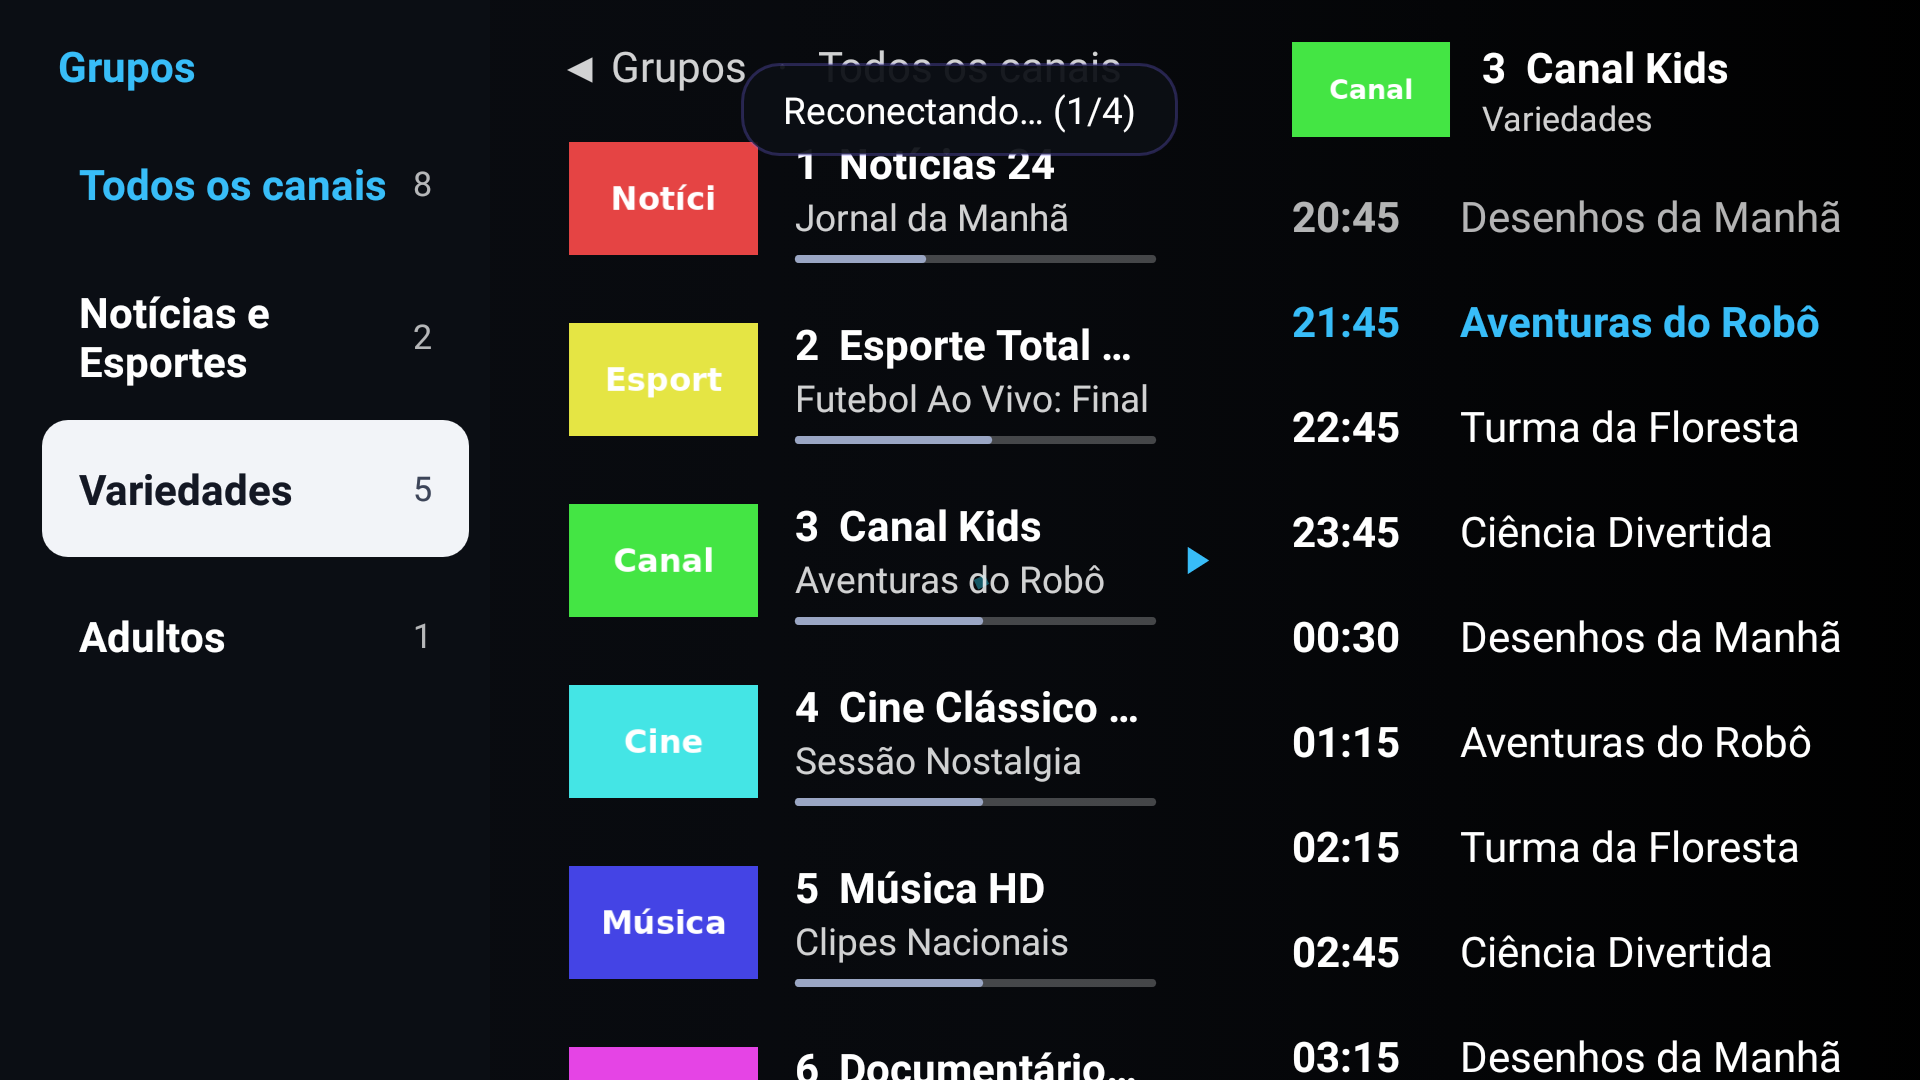 Grupos
Todos os canais 8
Notícias e
Esportes
2
Variedades 5
Adultos 1
◀ Grupos Todos os canais
Reconectando... (1/4)
Notíci
1 Notícias 24
Jornal da Manhã
Esport
2 Esporte Total ...
Futebol Ao Vivo: Final
Canal
3 Canal Kids
Aventuras do Robô
Cine
4 Cine Clássico ...
Sessão Nostalgia
Música
5 Música HD
Clipes Nacionais
6 Documentário...
Canal
3 Canal Kids
Variedades
20:45 Desenhos da Manhã
21:45 Aventuras do Robô
22:45 Turma da Floresta
23:45 Ciência Divertida
00:30 Desenhos da Manhã
01:15 Aventuras do Robô
02:15 Turma da Floresta
02:45 Ciência Divertida
03:15 Desenhos da Manhã